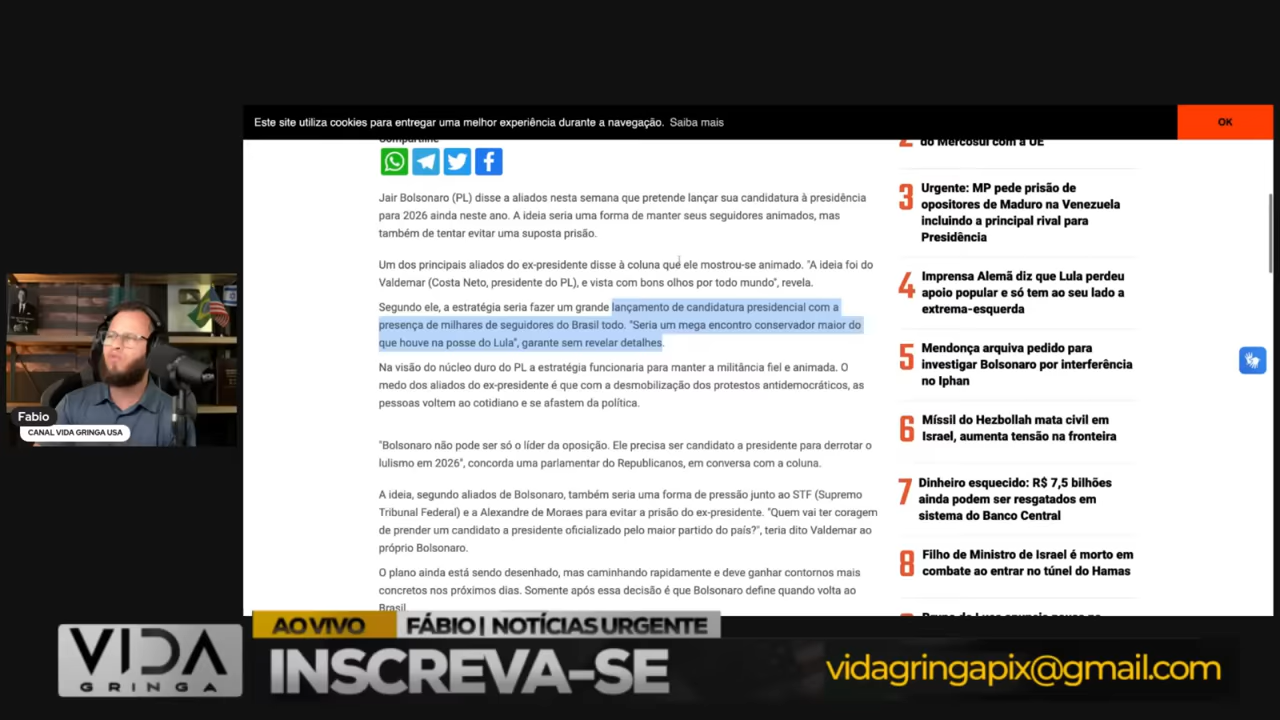 Este site utiliza cookies para entregar uma melhor experiência durante a navegação. Saiba mais
OK
Compartilhe
Jair Bolsonaro (PL) disse a aliados nesta semana que pretende lançar sua candidatura à presidência
para 2026 ainda neste ano. A ideia seria uma forma de manter seus seguidores animados, mas
também de tentar evitar uma suposta prisão.
Um dos principais aliados do ex-presidente disse à coluna que ele mostrou-se animado. "A ideia foi do
Valdemar (Costa Neto, presidente do PL), e vista com bons olhos por todo mundo", revela.
Segundo ele, a estratégia seria fazer um grande lançamento de candidatura presidencial com a
presença de milhares de seguidores do Brasil todo. "Seria um mega encontro conservador maior do
que houve na posse do Lula", garante sem revelar detalhes.
Na visão do núcleo duro do PL a estratégia funcionaria para manter a militância fiel e animada. O
medo dos aliados do ex-presidente é que com a desmobilização dos protestos antidemocráticos, as
pessoas voltem ao cotidiano e se afastem da política.
"Bolsonaro não pode ser só o líder da oposição. Ele precisa ser candidato a presidente para derrotar o
lulismo em 2026", concorda uma parlamentar do Republicanos, em conversa com a coluna.
A ideia, segundo aliados de Bolsonaro, também seria uma forma de pressão junto ao STF (Supremo
Tribunal Federal) e a Alexandre de Moraes para evitar a prisão do ex-presidente. "Quem vai ter coragem
de prender um candidato a presidente oficializado pelo maior partido do país?", teria dito Valdemar ao
próprio Bolsonaro.
O plano ainda está sendo desenhado, mas caminhando rapidamente e deve ganhar contornos mais
concretos nos próximos dias. Somente após essa decisão é que Bolsonaro define quando volta ao
Brasil.
2
do Mercosul com a UE
3
Urgente: MP pede prisão de
opositores de Maduro na Venezuela
incluindo a principal rival para
Presidência
4
Imprensa Alemã diz que Lula perdeu
apoio popular e só tem ao seu lado a
extrema-esquerda
5
Mendonça arquiva pedido para
investigar Bolsonaro por interferência
no Iphan
6
Míssil do Hezbollah mata civil em
Israel, aumenta tensão na fronteira
7
Dinheiro esquecido: R$ 7,5 bilhões
ainda podem ser resgatados em
sistema do Banco Central
8
Filho de Ministro de Israel é morto em
combate ao entrar no túnel do Hamas
Fabio
CANAL VIDA GRINGA USA
AO VIVO
FÁBIO | NOTÍCIAS URGENTE
VIDA
GRINGA
INSCREVA-SE
vidagringapix@gmail.com